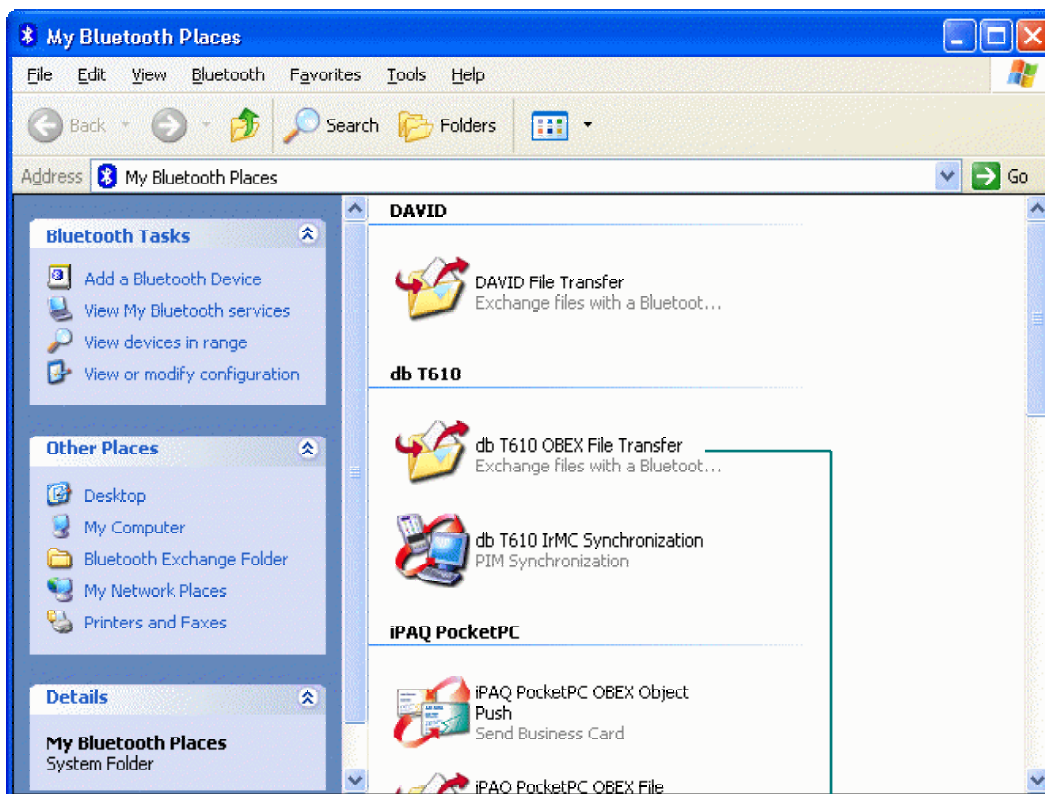 My Bluetooth Places
File Edit View Bluetooth Favorites Tools Help
Back Search Folders
Address My Bluetooth Places Go
Bluetooth Tasks
Add a Bluetooth Device
View My Bluetooth services
View devices in range
View or modify configuration
Other Places
Desktop
My Computer
Bluetooth Exchange Folder
My Network Places
Printers and Faxes
Details
My Bluetooth Places
System Folder
DAVID
DAVID File Transfer
Exchange files with a Bluetoot...
db T610
db T610 OBEX File Transfer
Exchange files with a Bluetoot...
db T610 IrMC Synchronization
PIM Synchronization
iPAQ PocketPC
iPAQ PocketPC OBEX Object
Push
Send Business Card
iPAQ PocketPC OBEX File